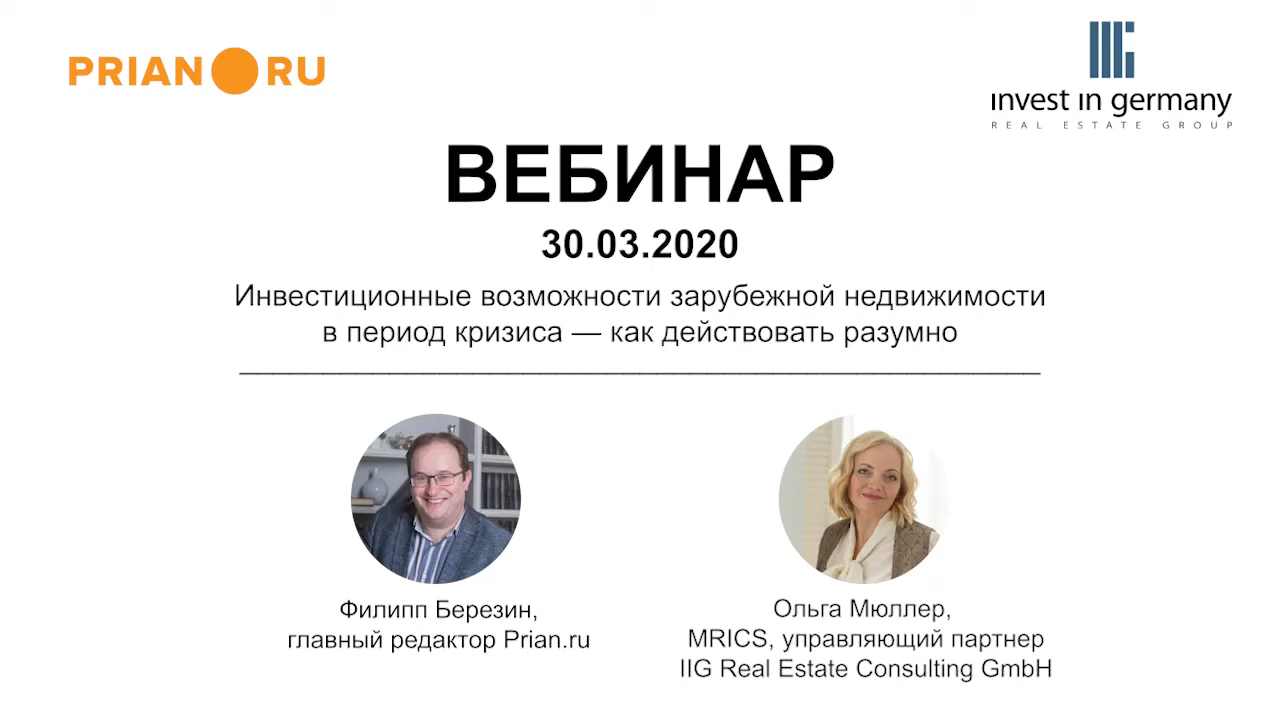 PRIAN RU
invest in germany
REAL ESTATE GROUP
ВЕБИНАР
30.03.2020
Инвестиционные возможности зарубежной недвижимости
в период кризиса — как действовать разумно
Филипп Березин,
главный редактор Prian.ru
Ольга Мюллер,
MRICS, управляющий партнер
IIG Real Estate Consulting GmbH